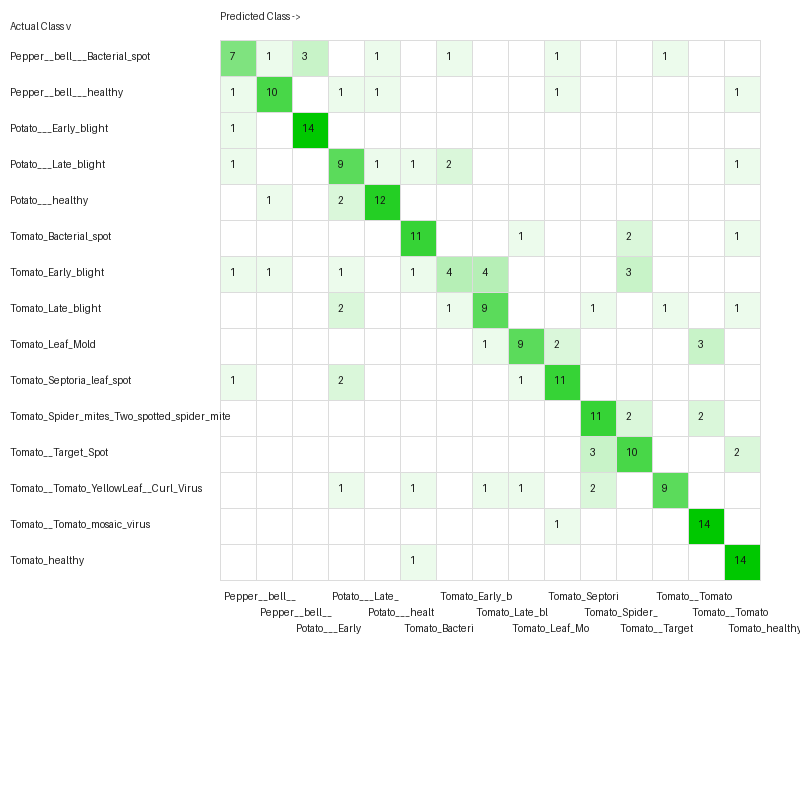 Predicted Class ->
Actual Class v
Pepper__bell___Bacterial_spot 7 1 3 1 1 1 1
Pepper__bell___healthy 1 10 1 1 1 1
Potato___Early_blight 1 14
Potato___Late_blight 1 9 1 1 2 1
Potato___healthy 1 2 12
Tomato_Bacterial_spot 11 1 2 1
Tomato_Early_blight 1 1 1 1 4 4 3
Tomato_Late_blight 2 1 9 1 1 1
Tomato_Leaf_Mold 1 9 2 3
Tomato_Septoria_leaf_spot 1 2 1 11
Tomato_Spider_mites_Two_spotted_spider_mite 11 2 2
Tomato__Target_Spot 3 10 2
Tomato__Tomato_YellowLeaf__Curl_Virus 1 1 1 1 2 9
Tomato__Tomato_mosaic_virus 1 14
Tomato_healthy 1 14
Pepper__bell__ Potato___Late_ Tomato_Early_b Tomato_Septori Tomato__Tomato
Pepper__bell__ Potato___healt Tomato_Late_bl Tomato_Spider_ Tomato__Tomato
Potato___Early Tomato_Bacteri Tomato_Leaf_Mo Tomato__Target Tomato_healthy